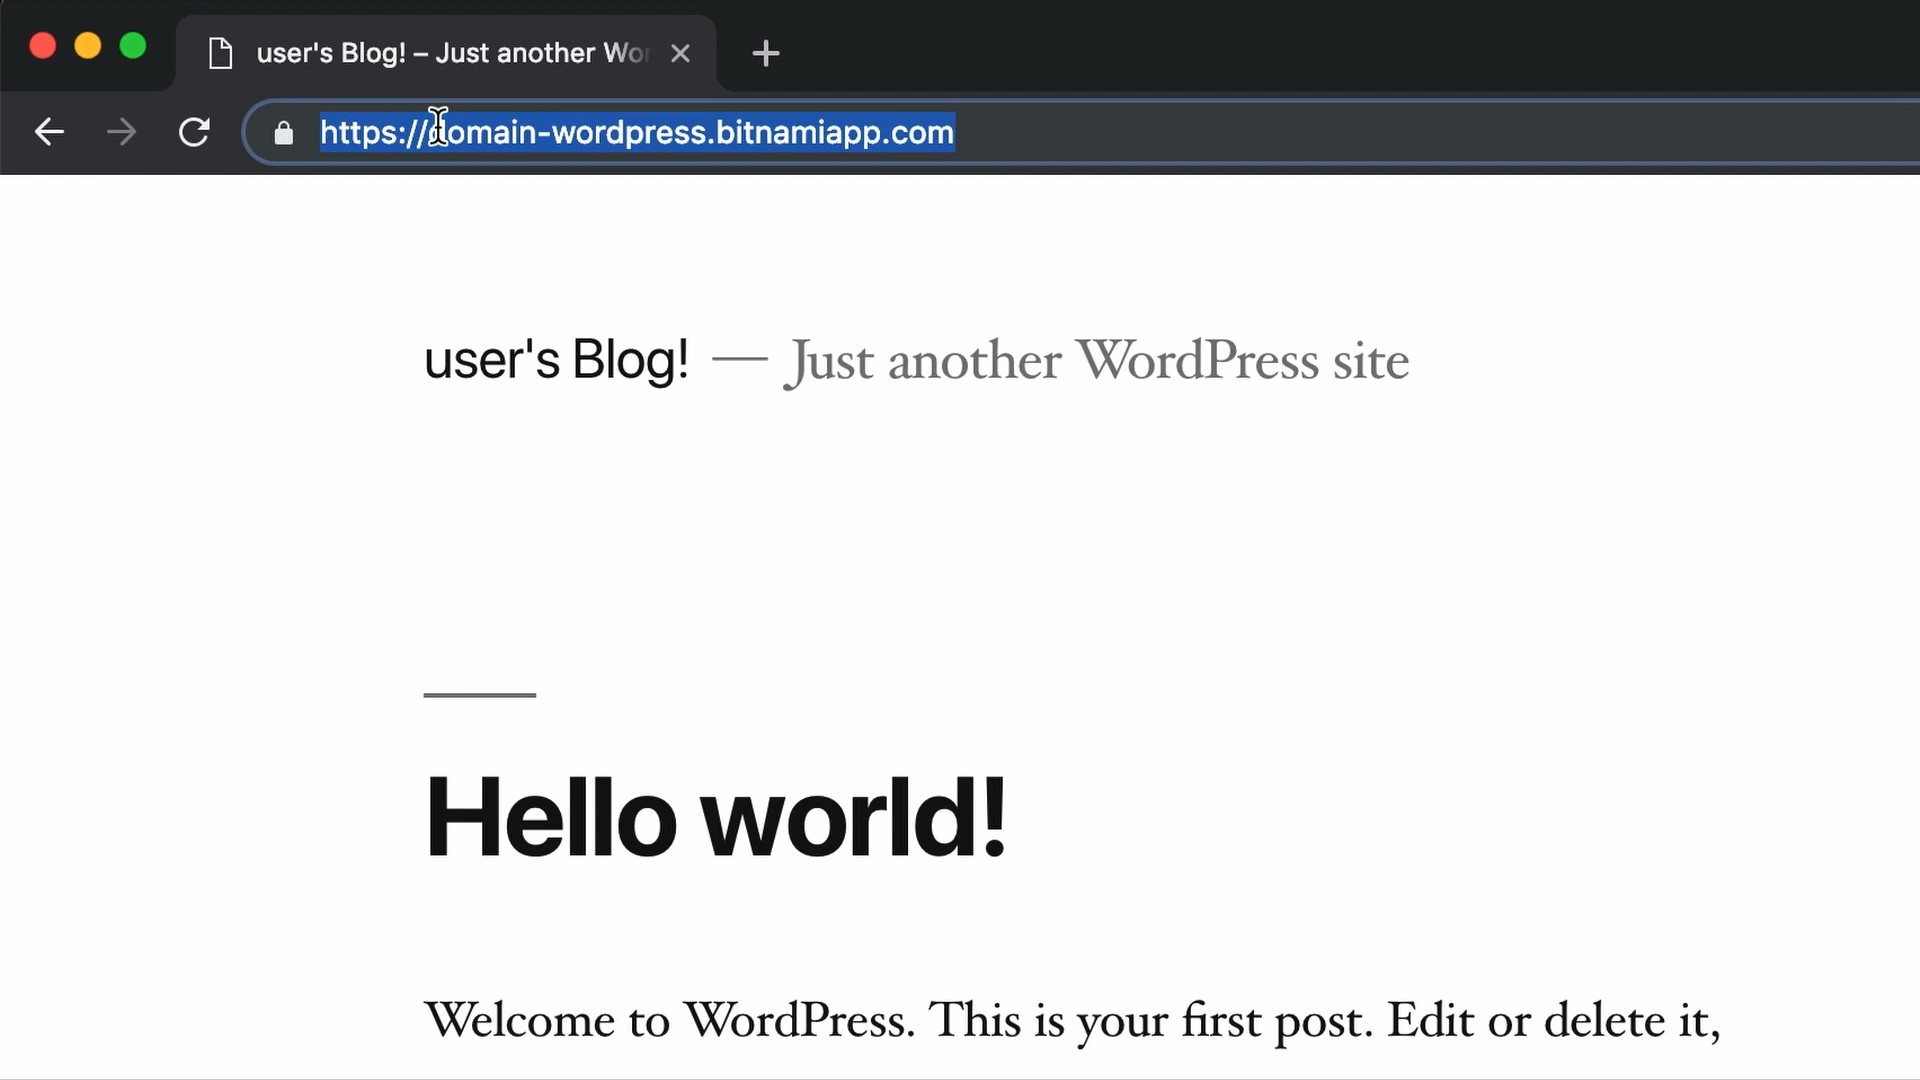 user's Blog! – Just another Wor
https://domain-wordpress.bitnamiapp.com
user's Blog! — Just another WordPress site
Hello world!
Welcome to WordPress. This is your first post. Edit or delete it,